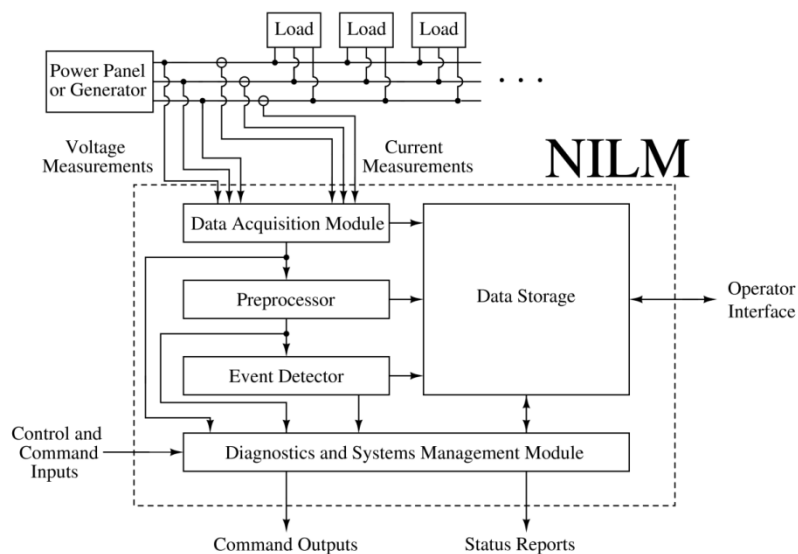 Load
Load
Load
Power Panel
or Generator
Voltage
Measurements
Current
Measurements
NILM
Data Acquisition Module
Preprocessor
Data Storage
Operator
Interface
Event Detector
Control and
Command
Inputs
Diagnostics and Systems Management Module
Command Outputs
Status Reports